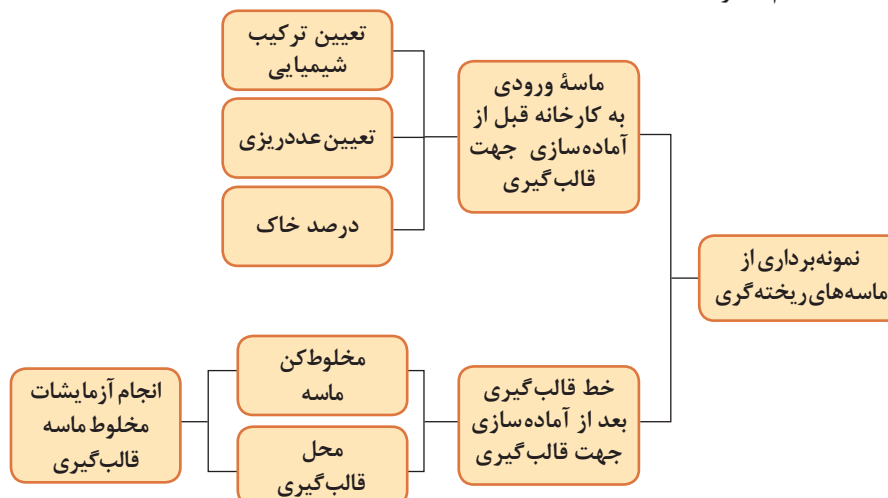 نمونه‌برداری از
ماسه‌های ریخته‌گری
ماسهٔ ورودی
به کارخانه قبل از
آماده‌سازی جهت
قالب‌گیری
تعیین ترکیب
شیمیایی
تعیین عددریزی
درصد خاک
خط قالب‌گیری
بعد از آماده‌سازی
جهت قالب‌گیری
مخلوط‌کن
ماسه
محل
قالب‌گیری
انجام آزمایشات
مخلوط ماسه
قالب‌گیری